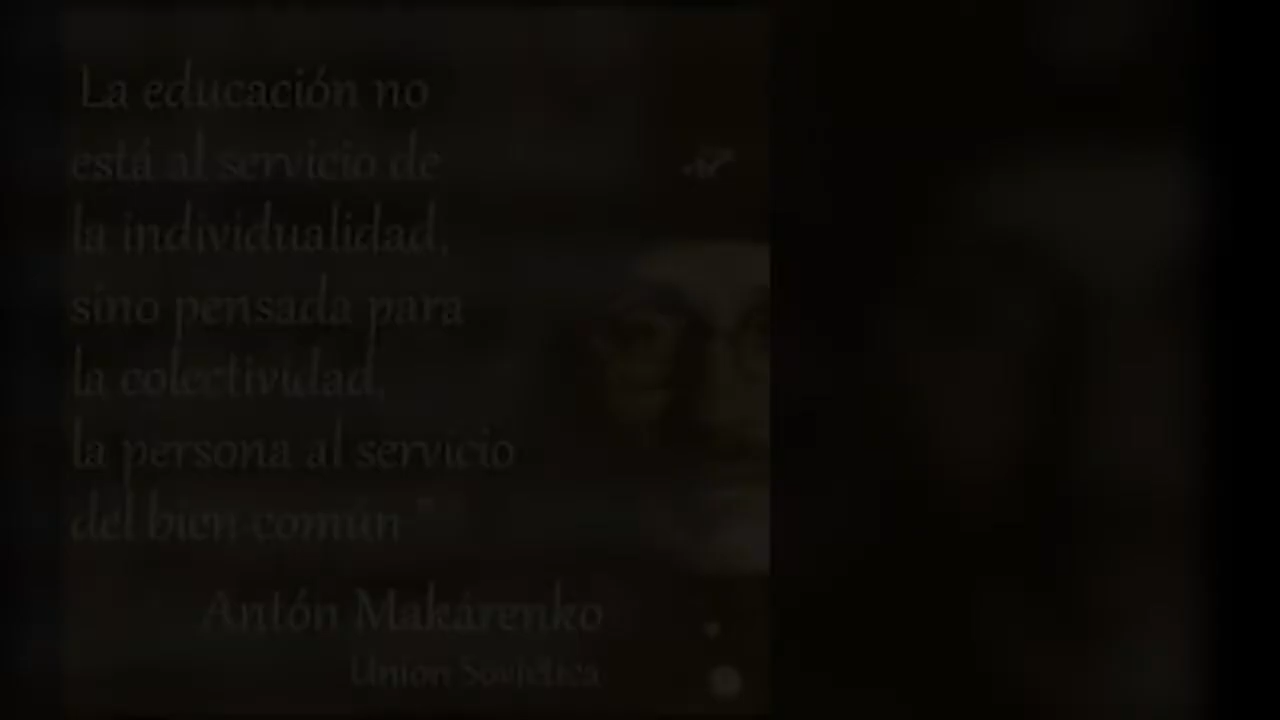 La educación no
está al servicio de
la individualidad,
sino pensada para
la colectividad,
la persona al servicio
del bien común"
Antón Makárenko
Unión Soviética